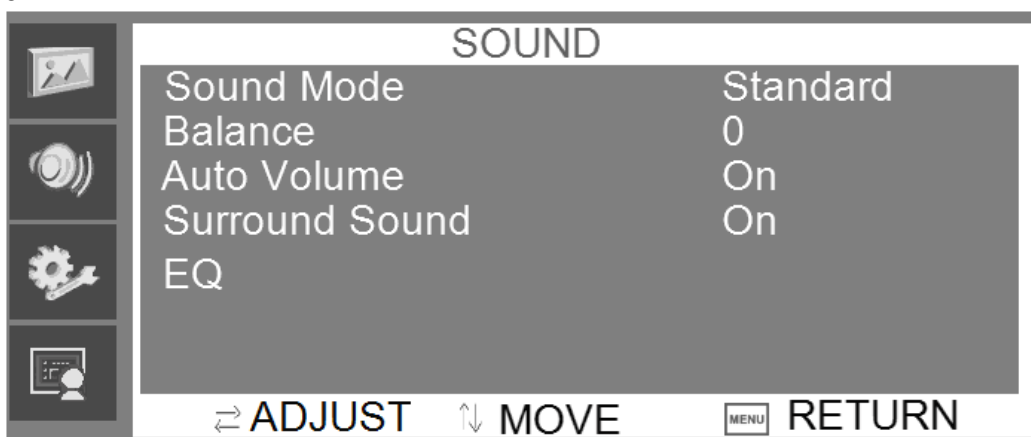 SOUND
Sound Mode Standard
Balance 0
Auto Volume On
Surround Sound On
EQ
ADJUST MOVE MENU RETURN